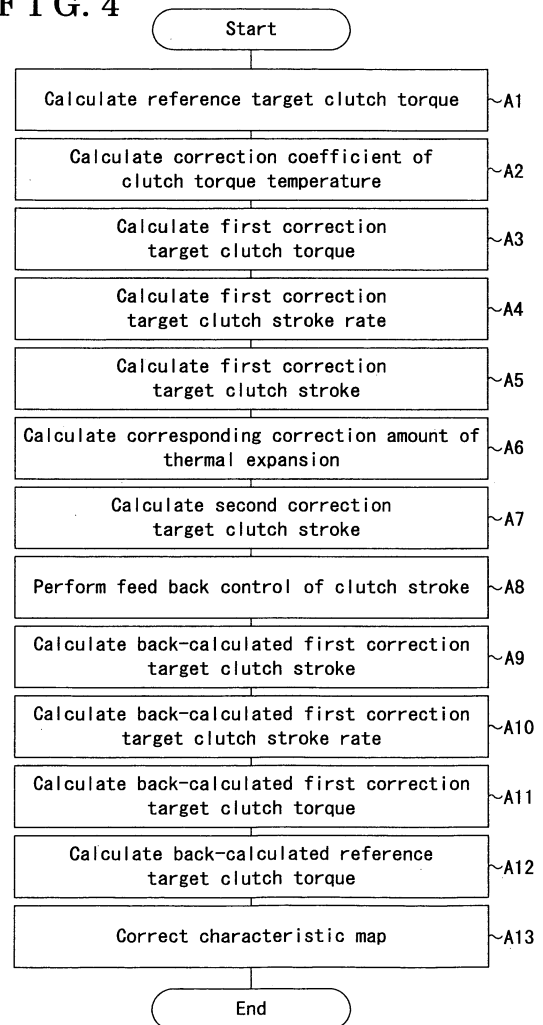 FIG. 4
Start
Calculate reference target clutch torque
A1
Calculate correction coefficient of
clutch torque temperature
A2
Calculate first correction
target clutch torque
A3
Calculate first correction
target clutch stroke rate
A4
Calculate first correction
target clutch stroke
A5
Calculate corresponding correction amount of
thermal expansion
A6
Calculate second correction
target clutch stroke
A7
Perform feed back control of clutch stroke
A8
Calculate back-calculated first correction
target clutch stroke
A9
Calculate back-calculated first correction
target clutch stroke rate
A10
Calculate back-calculated first correction
target clutch torque
A11
Calculate back-calculated reference
target clutch torque
A12
Correct characteristic map
A13
End